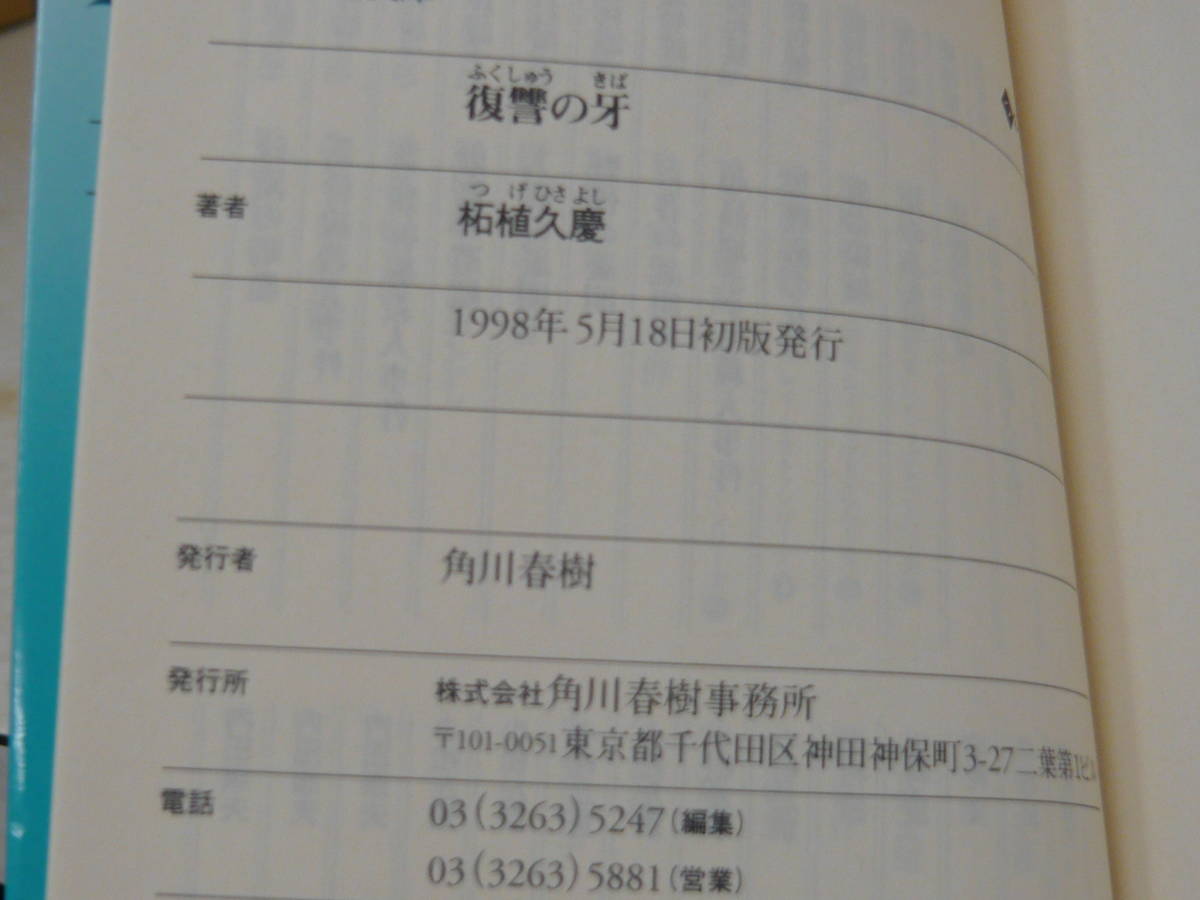 ふくしゅう きば
復讐の牙
つ げ ひさ よし
著者 柘植久慶
1998年5月18日初版発行
発行者 角川春樹
発行所 株式会社角川春樹事務所
〒101-0051東京都千代田区神田神保町3-27二葉第1ビル
電話 03(3263)5247(編集)
03(3263)5881(営業)